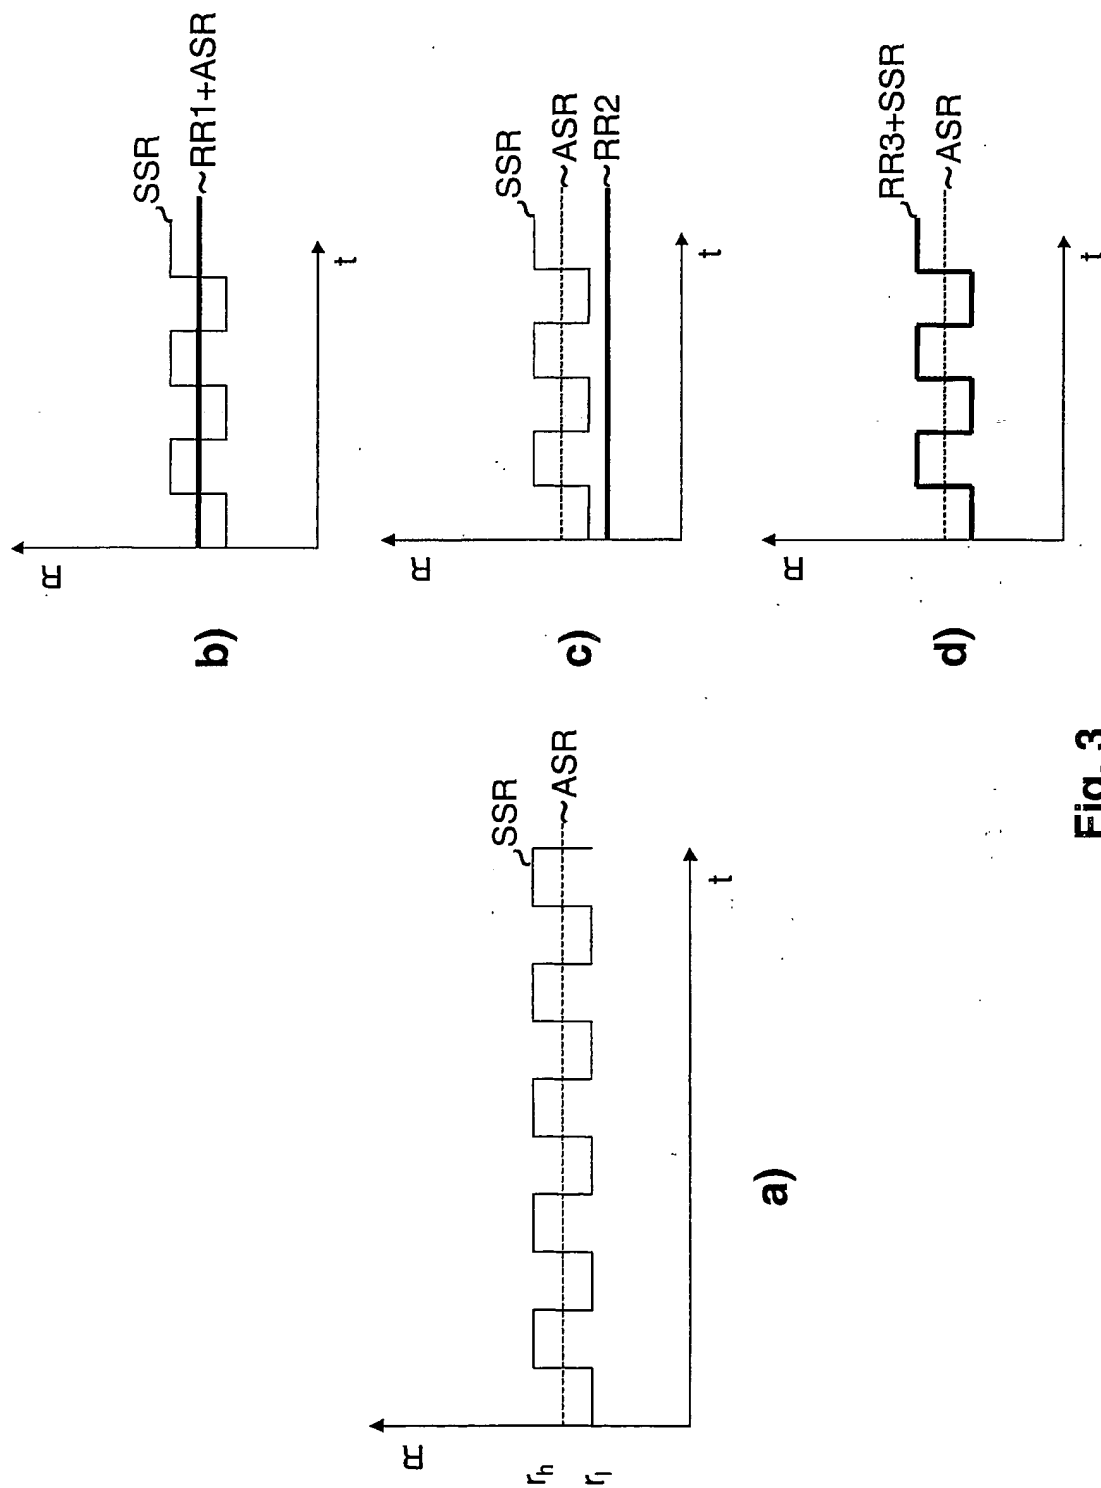 R
SSR
ASR
r_h
r_l
t
a)
b)
R
SSR
RR1+ASR
t
c)
R
SSR
ASR
RR2
t
d)
R
RR3+SSR
ASR
t
Fig. 3